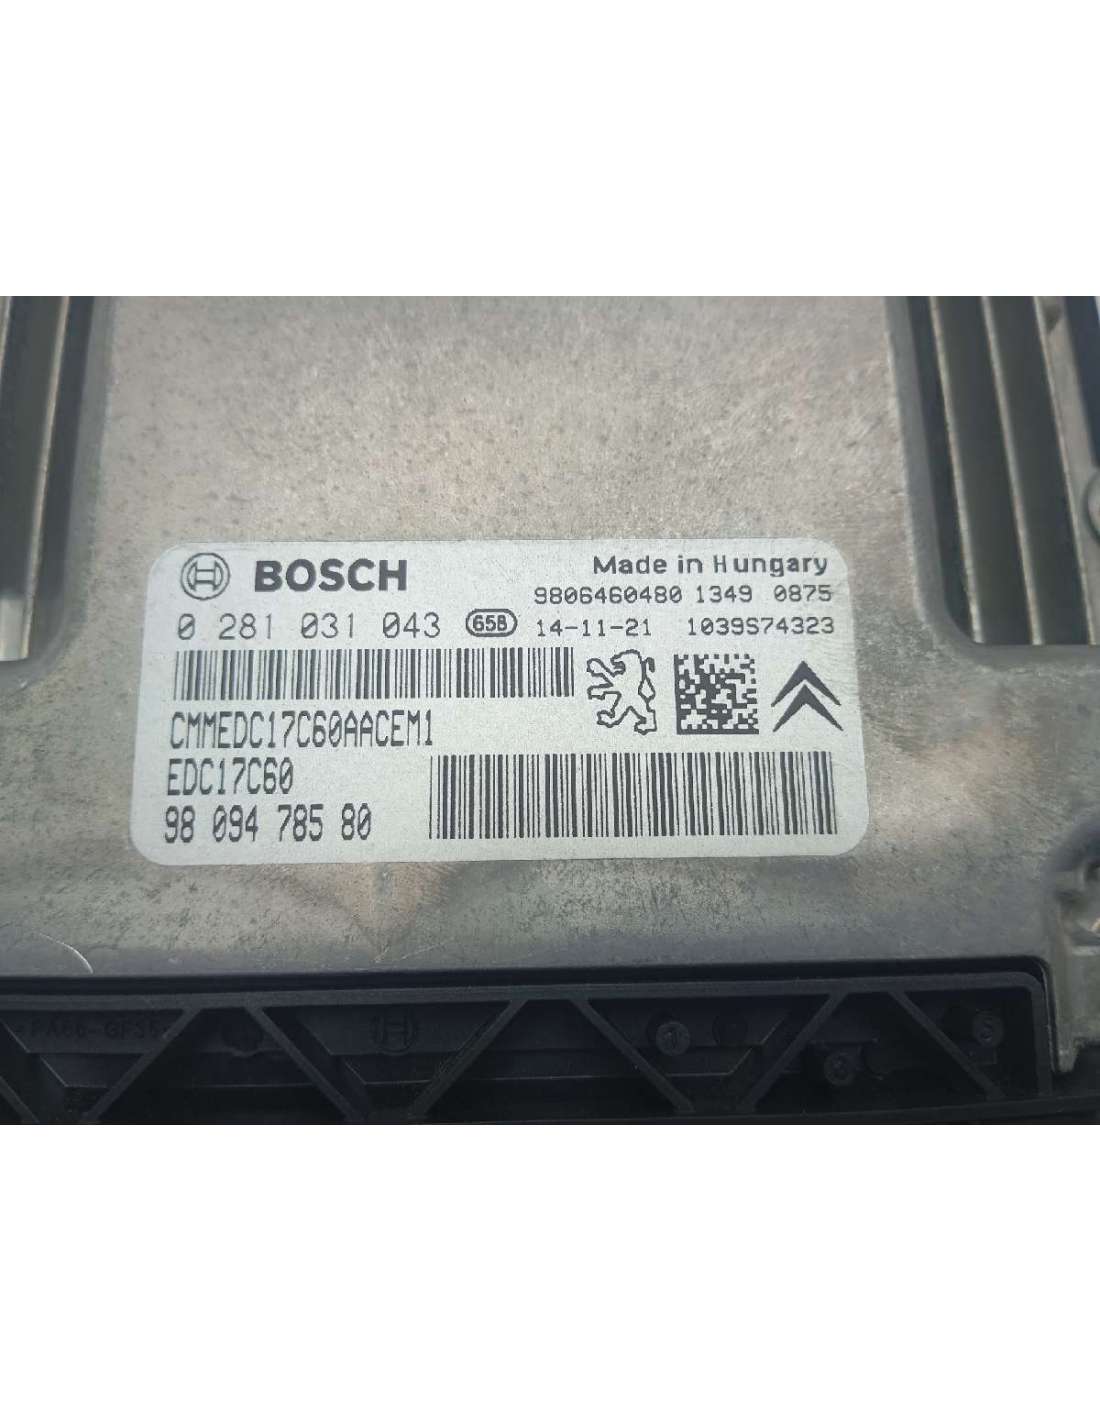 BOSCH
Made in Hungary
9806460480 1349 0875
0 281 031 043 65B 14-11-21 1039S74323
CMMEDC17C60AACEM1
EDC17C60
98 094 785 80